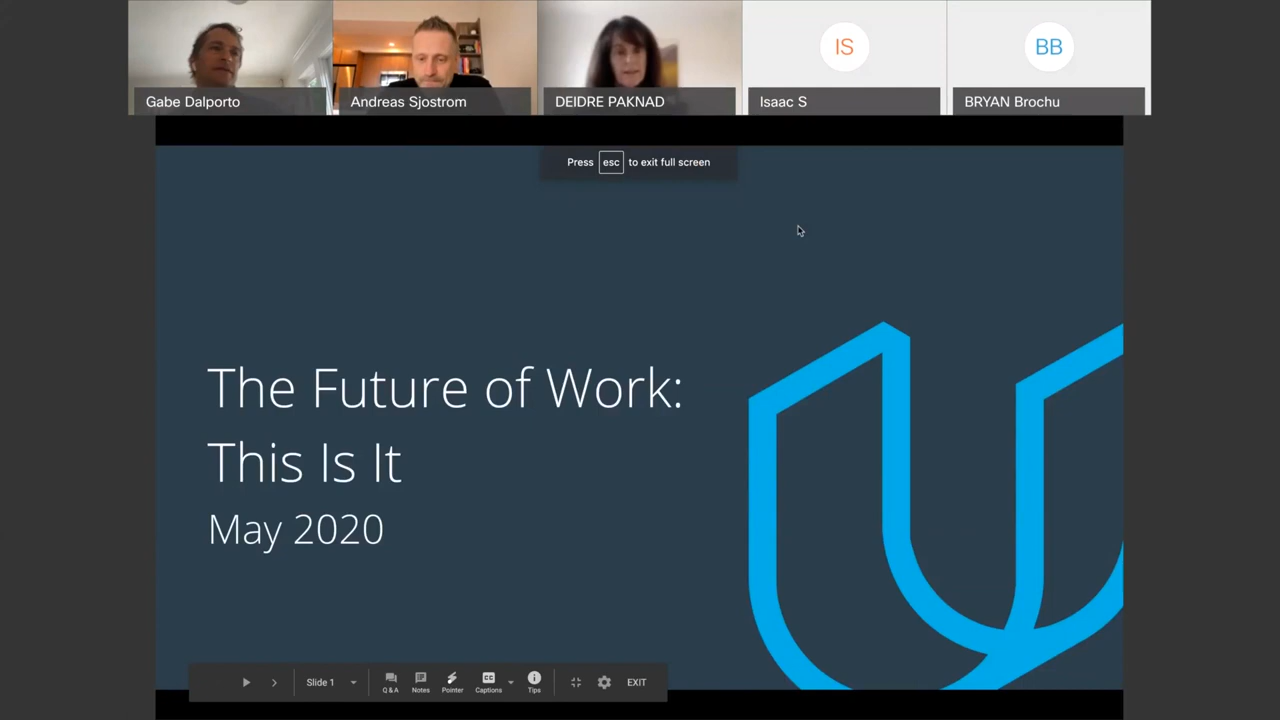 Gabe Dalporto
Andreas Sjostrom
DEIDRE PAKNAD
IS
Isaac S
BB
BRYAN Brochu
Press esc to exit full screen
The Future of Work:
This Is It
May 2020
Slide 1
Q & A
Notes
Pointer
CC
Captions
Tips
EXIT